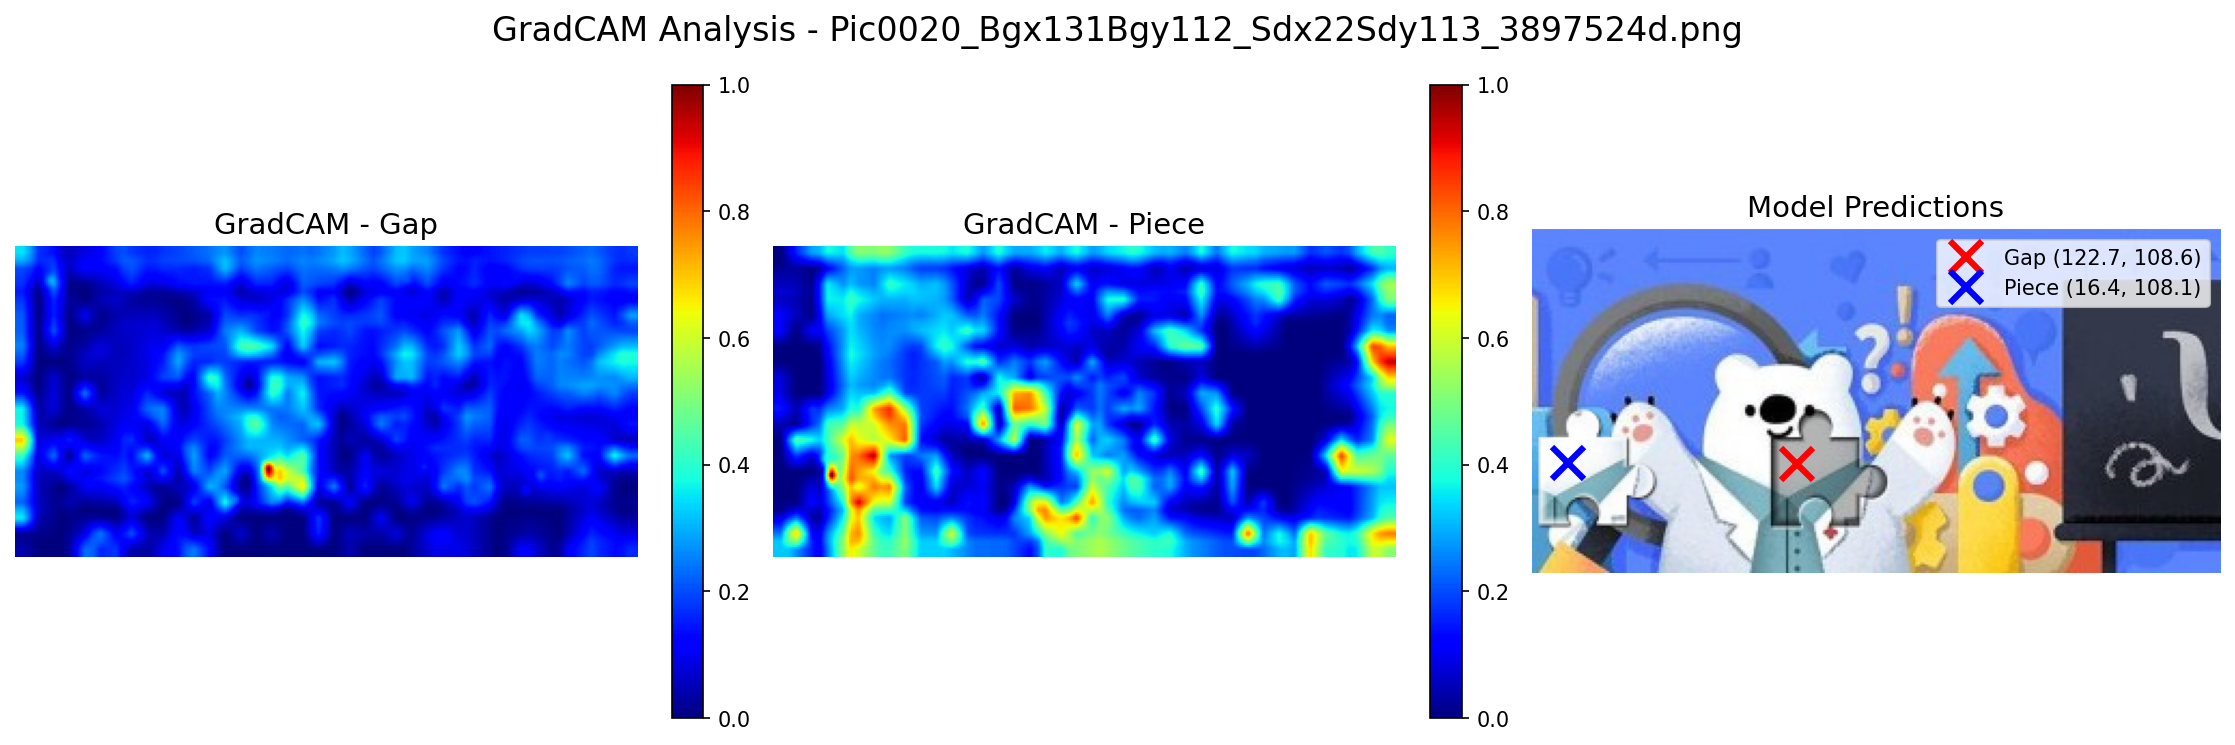 GradCAM Analysis - Pic0020_Bgx131Bgy112_Sdx22Sdy113_3897524d.png
GradCAM - Gap
1.0
0.8
0.6
0.4
0.2
0.0
GradCAM - Piece
1.0
0.8
0.6
0.4
0.2
0.0
Model Predictions
Gap (122.7, 108.6)
Piece (16.4, 108.1)
?
!